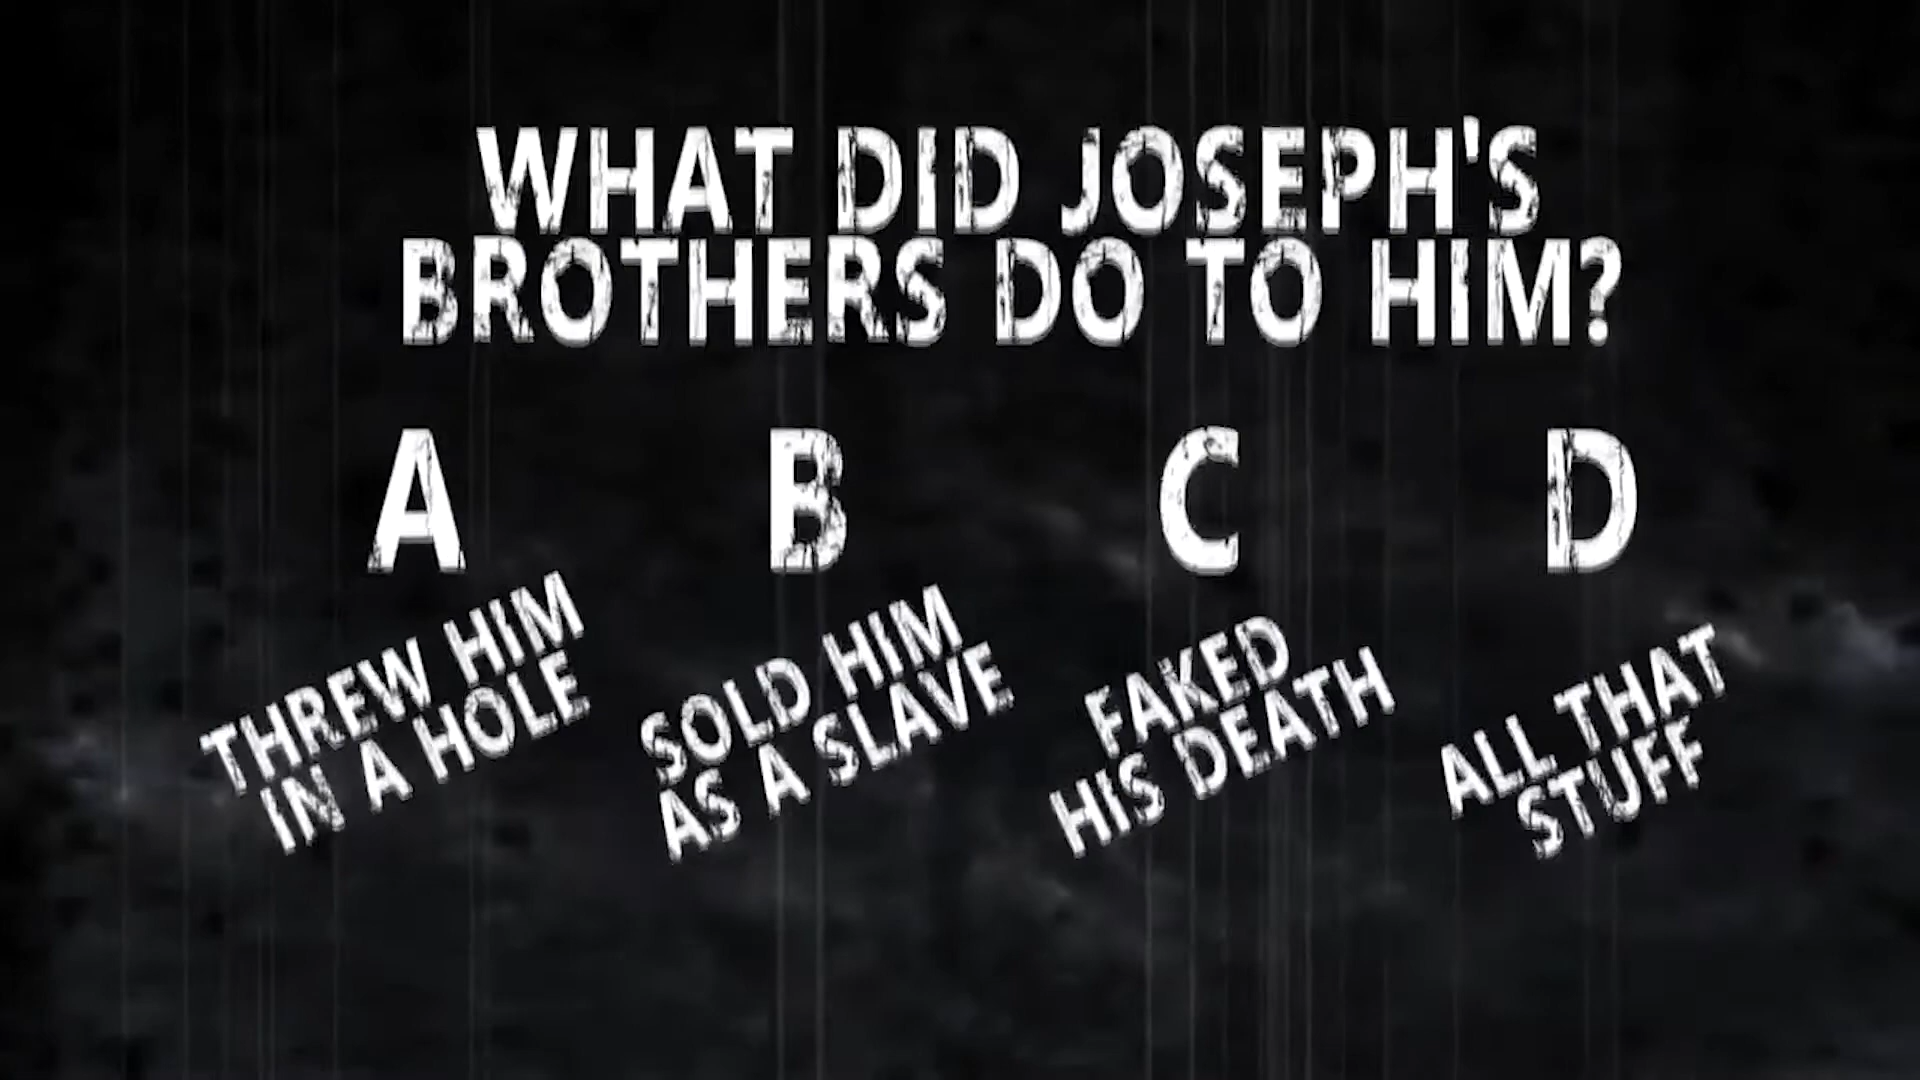 WHAT DID JOSEPH'S
BROTHERS DO TO HIM?
A
B
C
D
THREW HIM
IN A HOLE
SOLD HIM
AS A SLAVE
FAKED
HIS DEATH
ALL THAT
STUFF